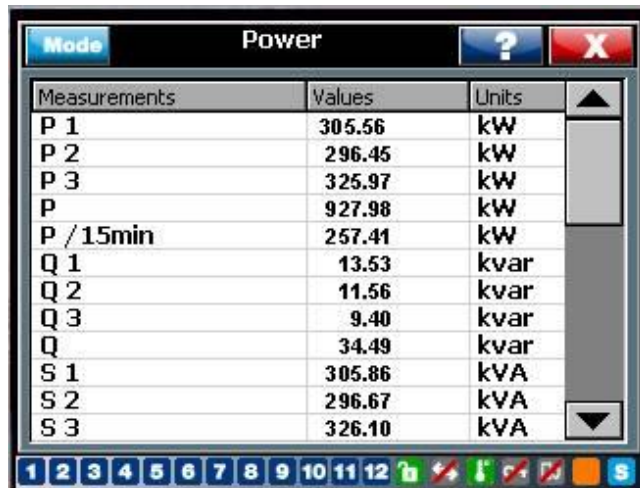 Mode Power ? X
Measurements Values Units
P 1 305.56 kW
P 2 296.45 kW
P 3 325.97 kW
P 927.98 kW
P /15min 257.41 kW
Q 1 13.53 kvar
Q 2 11.56 kvar
Q 3 9.40 kvar
Q 34.49 kvar
S 1 305.86 kVA
S 2 296.67 kVA
S 3 326.10 kVA
1 2 3 4 5 6 7 8 9 10 11 12 S